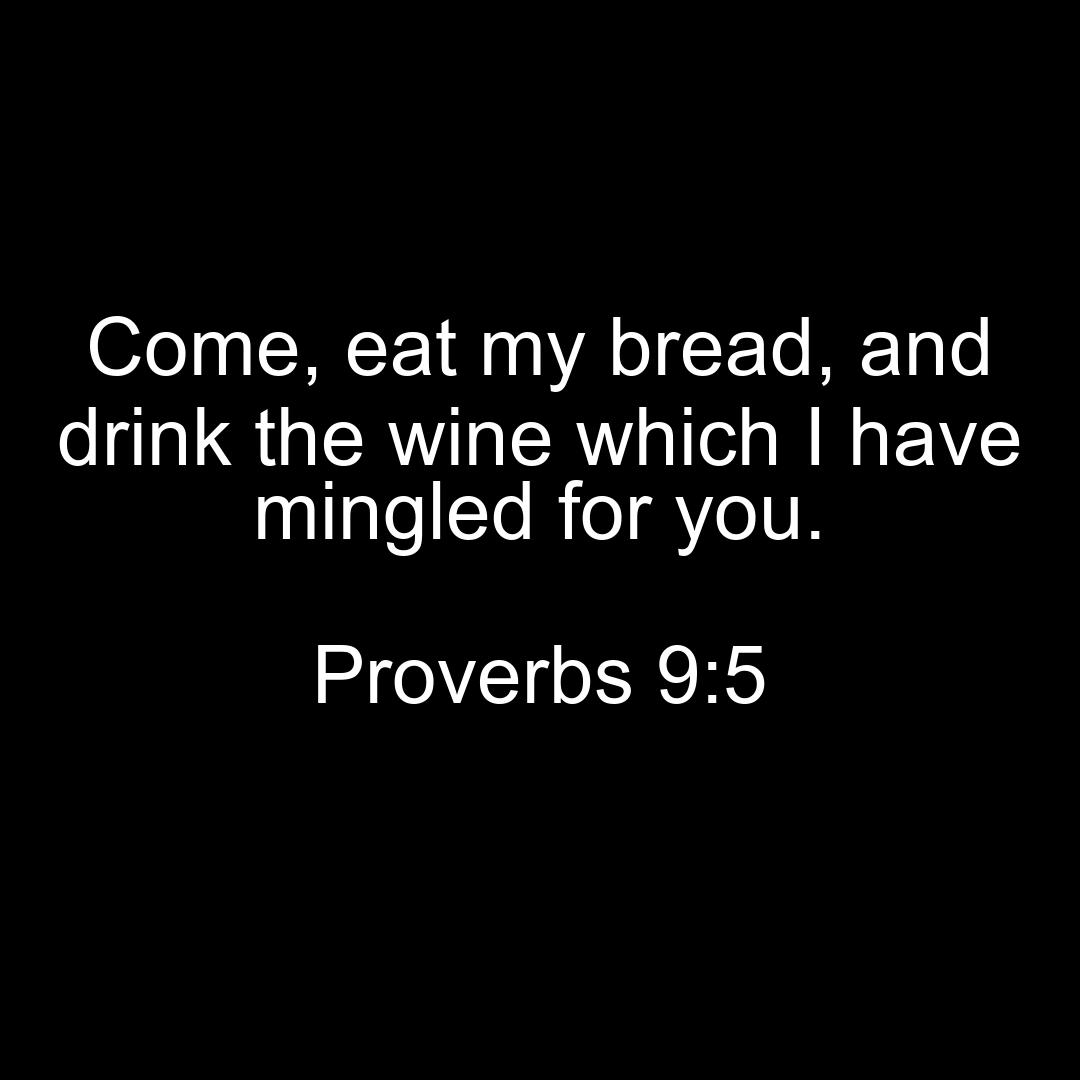 Come, eat my bread, and
drink the wine which I have
mingled for you.
Proverbs 9:5